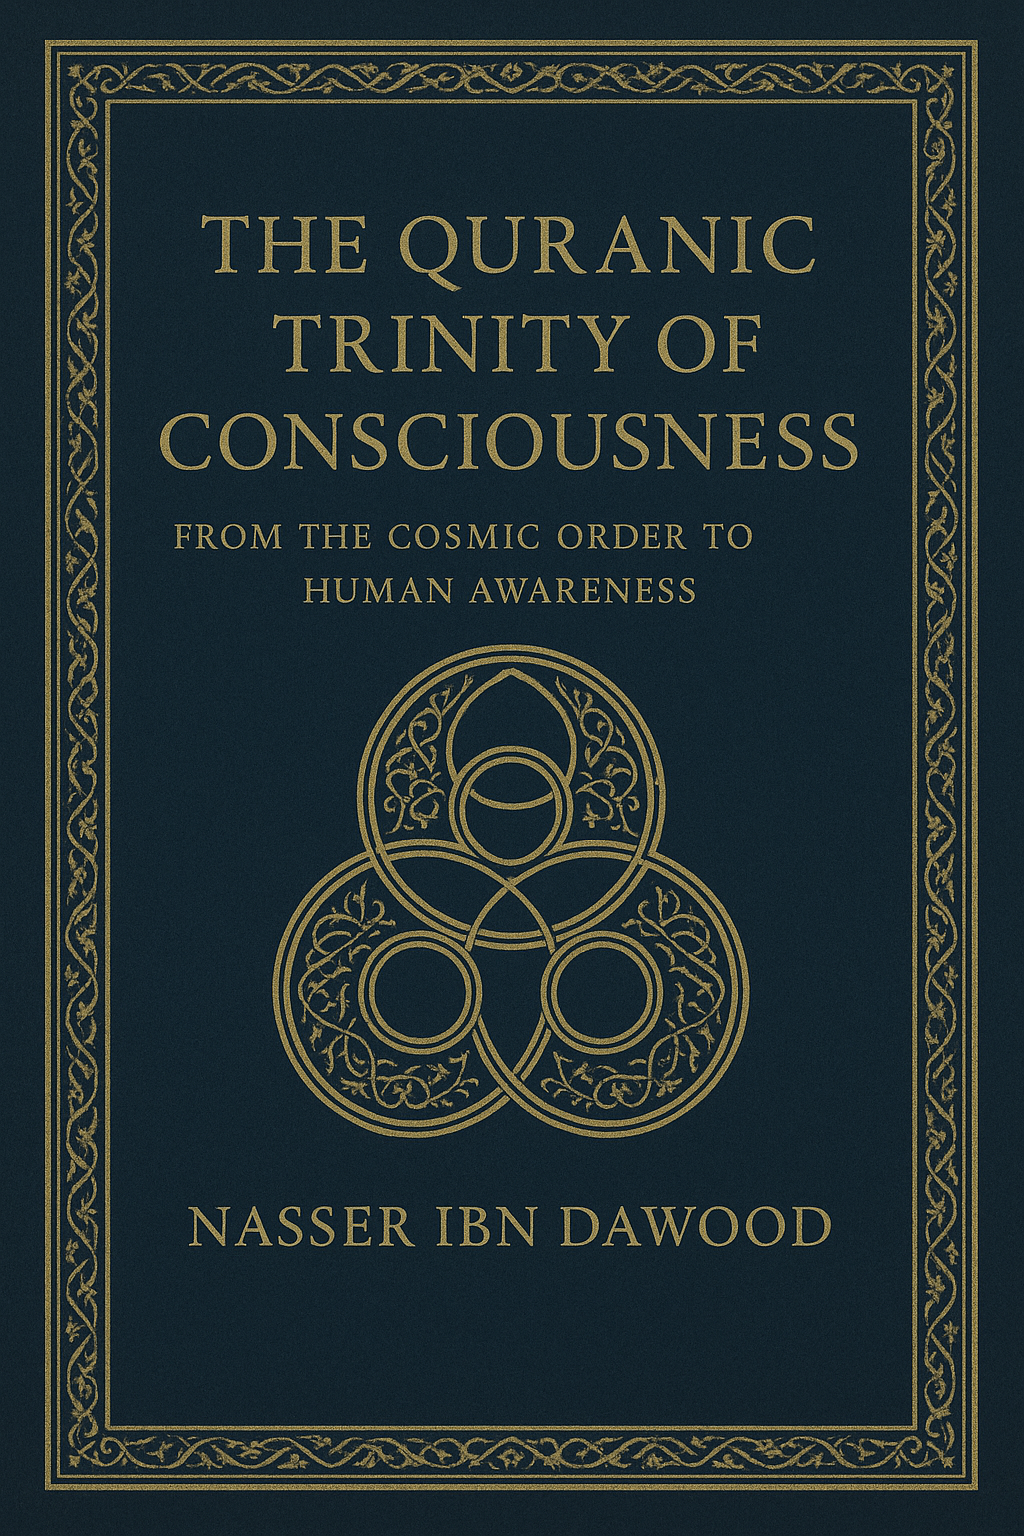 THE QURANIC
TRINITY OF
CONSCIOUSNESS
FROM THE COSMIC ORDER TO
HUMAN AWARENESS
NASSER IBN DAWOOD